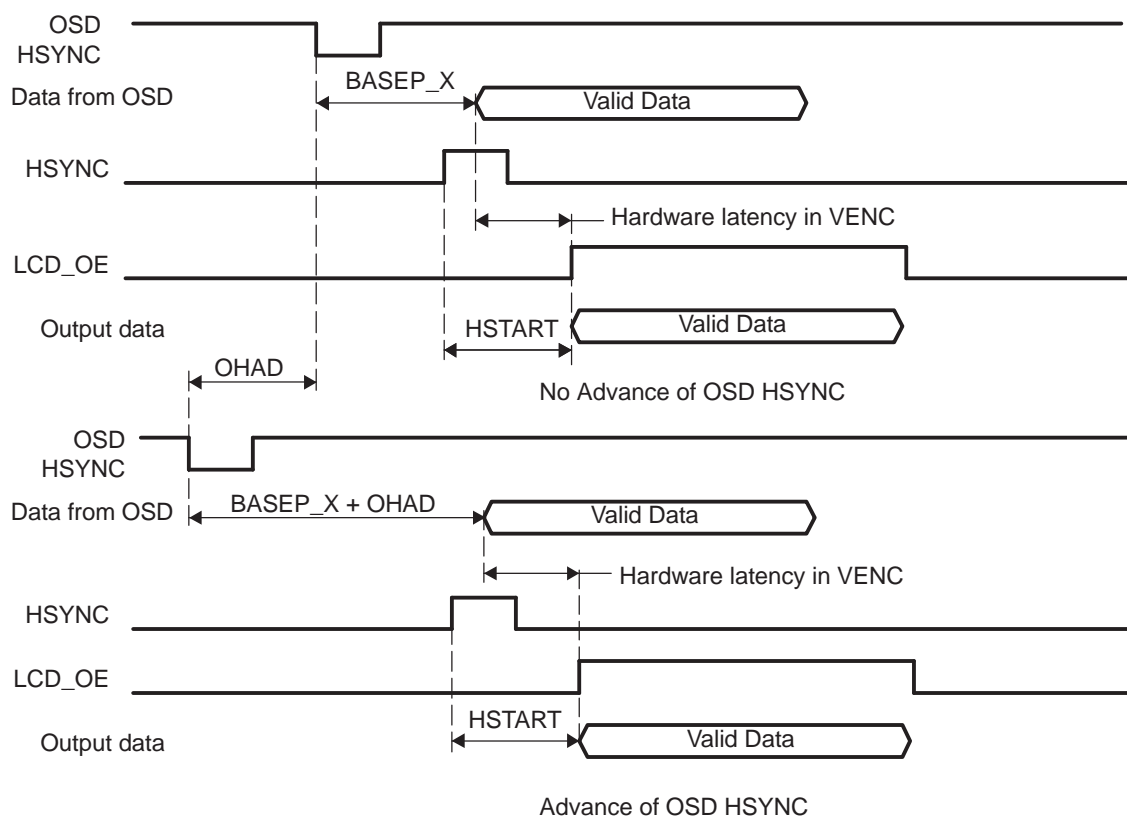 OSD
HSYNC
BASEP_X
Data from OSD
Valid Data
HSYNC
Hardware latency in VENC
LCD_OE
Output data
HSTART
Valid Data
OHAD
No Advance of OSD HSYNC
OSD
HSYNC
Data from OSD
BASEP_X + OHAD
Valid Data
Hardware latency in VENC
HSYNC
LCD_OE
HSTART
Output data
Valid Data
Advance of OSD HSYNC